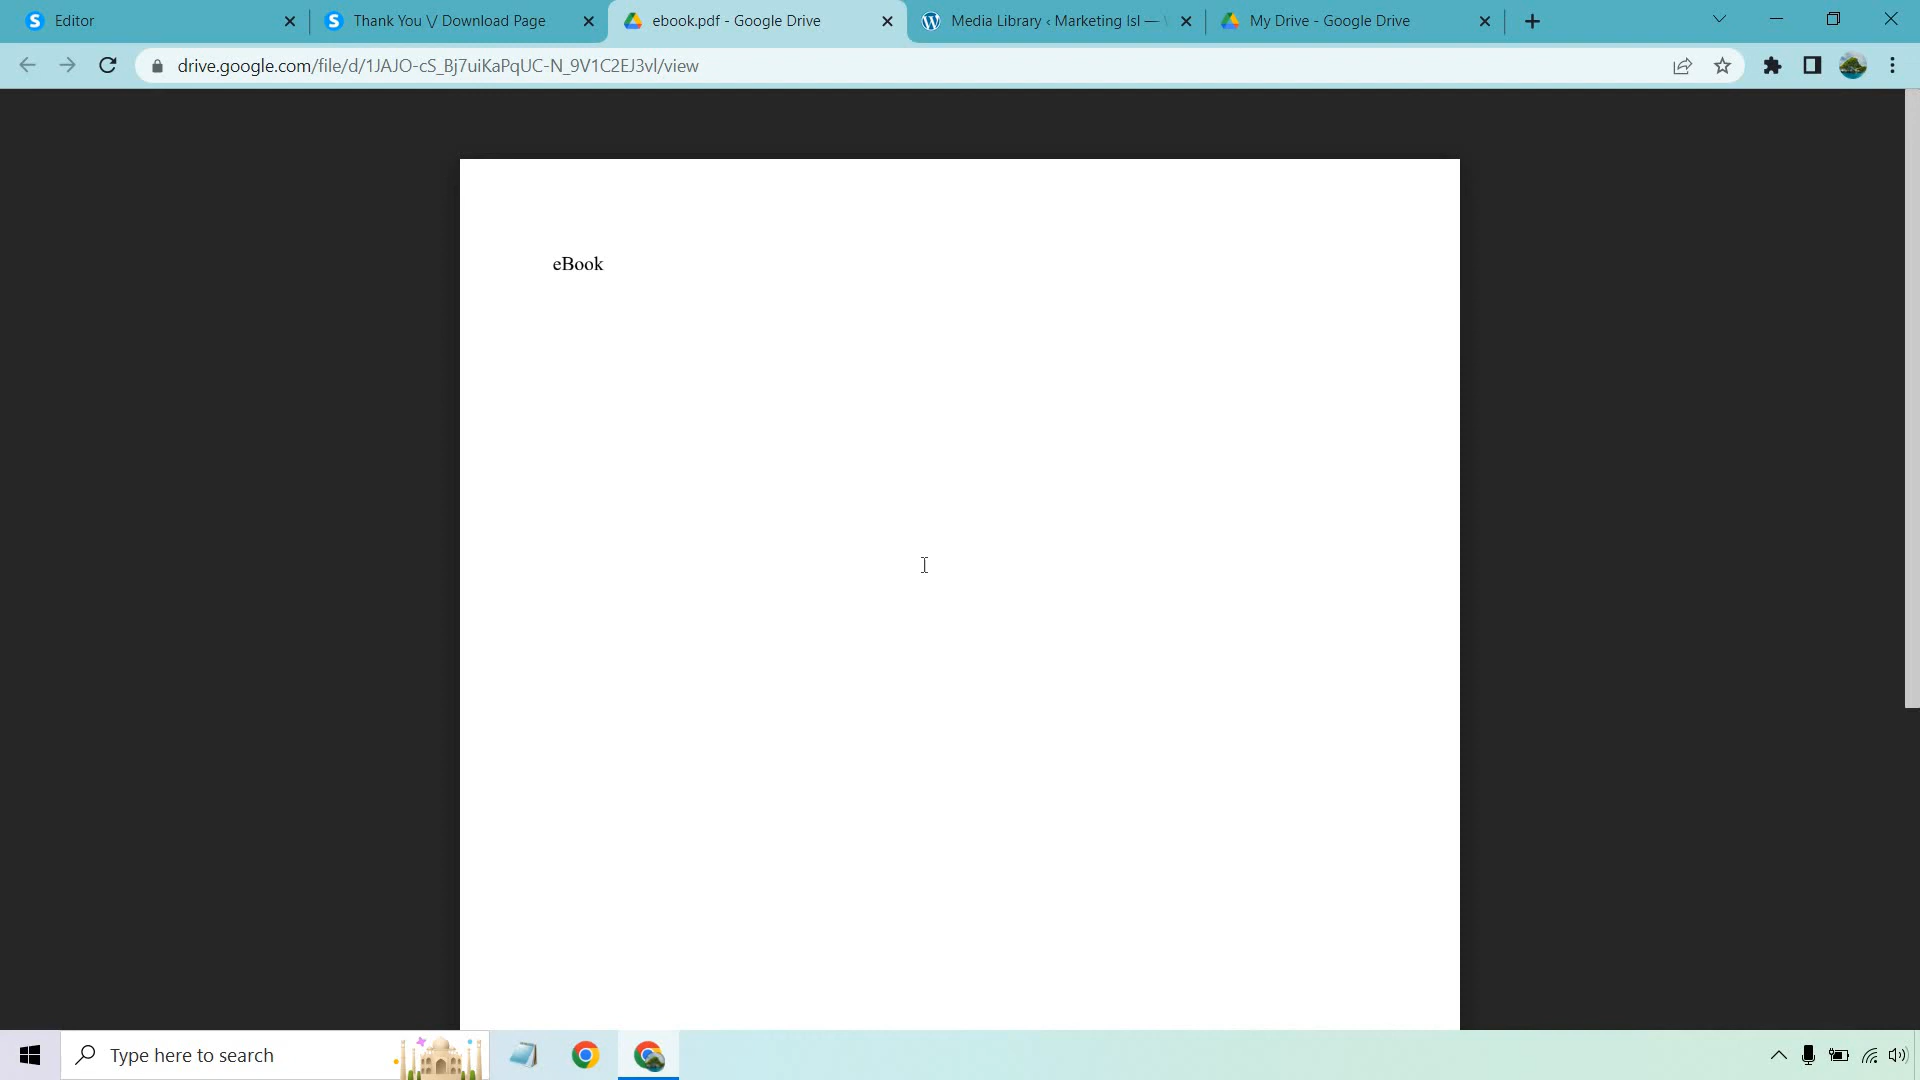 Editor
Thank You \/ Download Page
ebook.pdf - Google Drive
Media Library ‹ Marketing Isl —
My Drive - Google Drive
drive.google.com/file/d/1JAJO-cS_Bj7uiKaPqUC-N_9V1C2EJ3vl/view
eBook
Type here to search